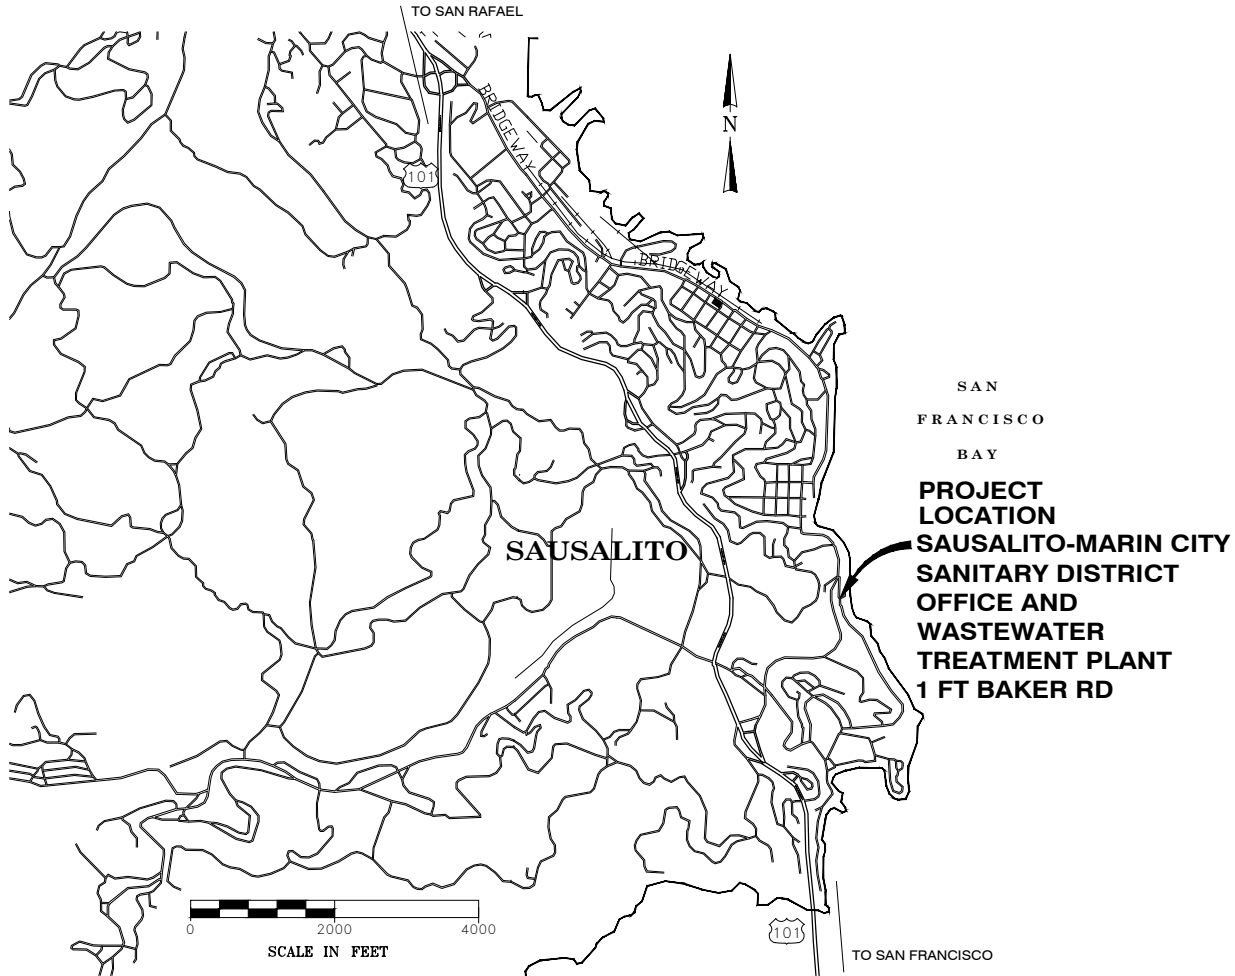 TO SAN RAFAEL
BRIDGEWAY
N
101
BRIDGEWAY
SAN
FRANCISCO
BAY
PROJECT
LOCATION
SAUSALITO-MARIN CITY
SANITARY DISTRICT
OFFICE AND
WASTEWATER
TREATMENT PLANT
1 FT BAKER RD
SAUSALITO
0 2000 4000
SCALE IN FEET
101
TO SAN FRANCISCO